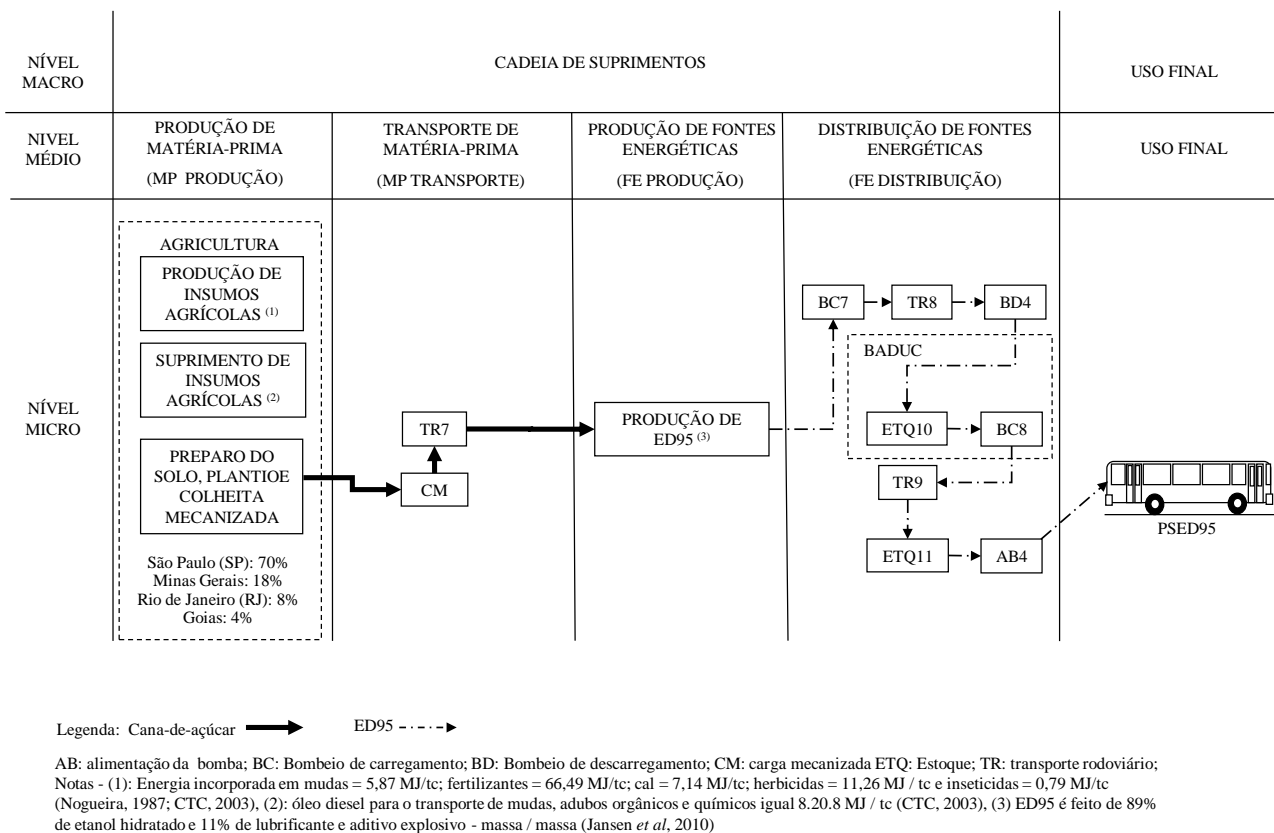 NÍVEL
MACRO
CADEIA DE SUPRIMENTOS
USO FINAL
NIVEL
MÉDIO
PRODUÇÃO DE
MATÉRIA-PRIMA
(MP PRODUÇÃO)
TRANSPORTE DE
MATÉRIA-PRIMA
(MP TRANSPORTE)
PRODUÇÃO DE FONTES
ENERGÉTICAS
(FE PRODUÇÃO)
DISTRIBUIÇÃO DE FONTES
ENERGÉTICAS
(FE DISTRIBUIÇÃO)
USO FINAL
NÍVEL
MICRO
AGRICULTURA
PRODUÇÃO DE
INSUMOS
AGRÍCOLAS (1)
SUPRIMENTO DE
INSUMOS
AGRÍCOLAS (2)
PREPARO DO
SOLO, PLANTIOE
COLHEITA
MECANIZADA
São Paulo (SP): 70%
Minas Gerais: 18%
Rio de Janeiro (RJ): 8%
Goias: 4%
TR7
CM
PRODUÇÃO DE
ED95 (3)
BC7
TR8
BD4
BADUC
ETQ10
BC8
TR9
ETQ11
AB4
PSED95
Legenda: Cana-de-açúcar
ED95
AB: alimentação da bomba; BC: Bombeio de carregamento; BD: Bombeio de descarregamento; CM: carga mecanizada ETQ: Estoque; TR: transporte rodoviário;
Notas - (1): Energia incorporada em mudas = 5,87 MJ/tc; fertilizantes = 66,49 MJ/tc; cal = 7,14 MJ/tc; herbicidas = 11,26 MJ / tc e inseticidas = 0,79 MJ/tc
(Nogueira, 1987; CTC, 2003), (2): óleo diesel para o transporte de mudas, adubos orgânicos e químicos igual 8.20.8 MJ / tc (CTC, 2003), (3) ED95 é feito de 89%
de etanol hidratado e 11% de lubrificante e aditivo explosivo - massa / massa (Jansen et al, 2010)